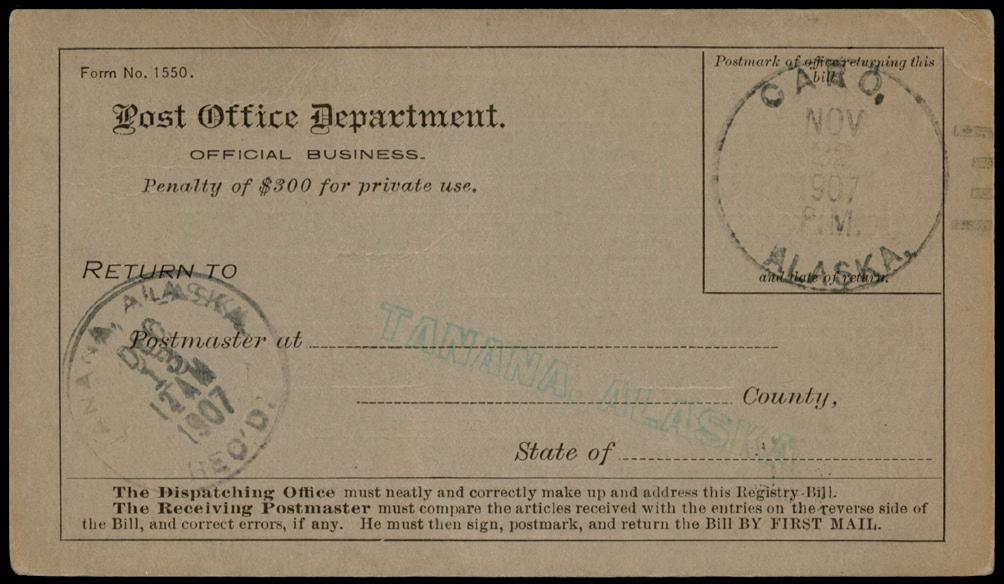 Form No. 1550.
Post Office Department.
OFFICIAL BUSINESS.
Penalty of $300 for private use.
Postmark of office returning this
bill
CARO,
NOV
22
1907
P.M.
ALASKA,
and date of return.
RETURN TO
TANANA, ALASKA.
24
1907
REC'D.
Postmaster at
TANANA, ALASKA
County,
State of
The Dispatching Office must neatly and correctly make up and address this Registry Bill.
The Receiving Postmaster must compare the articles received with the entries on the reverse side of
the Bill, and correct errors, if any. He must then sign, postmark, and return the Bill BY FIRST MAIL.